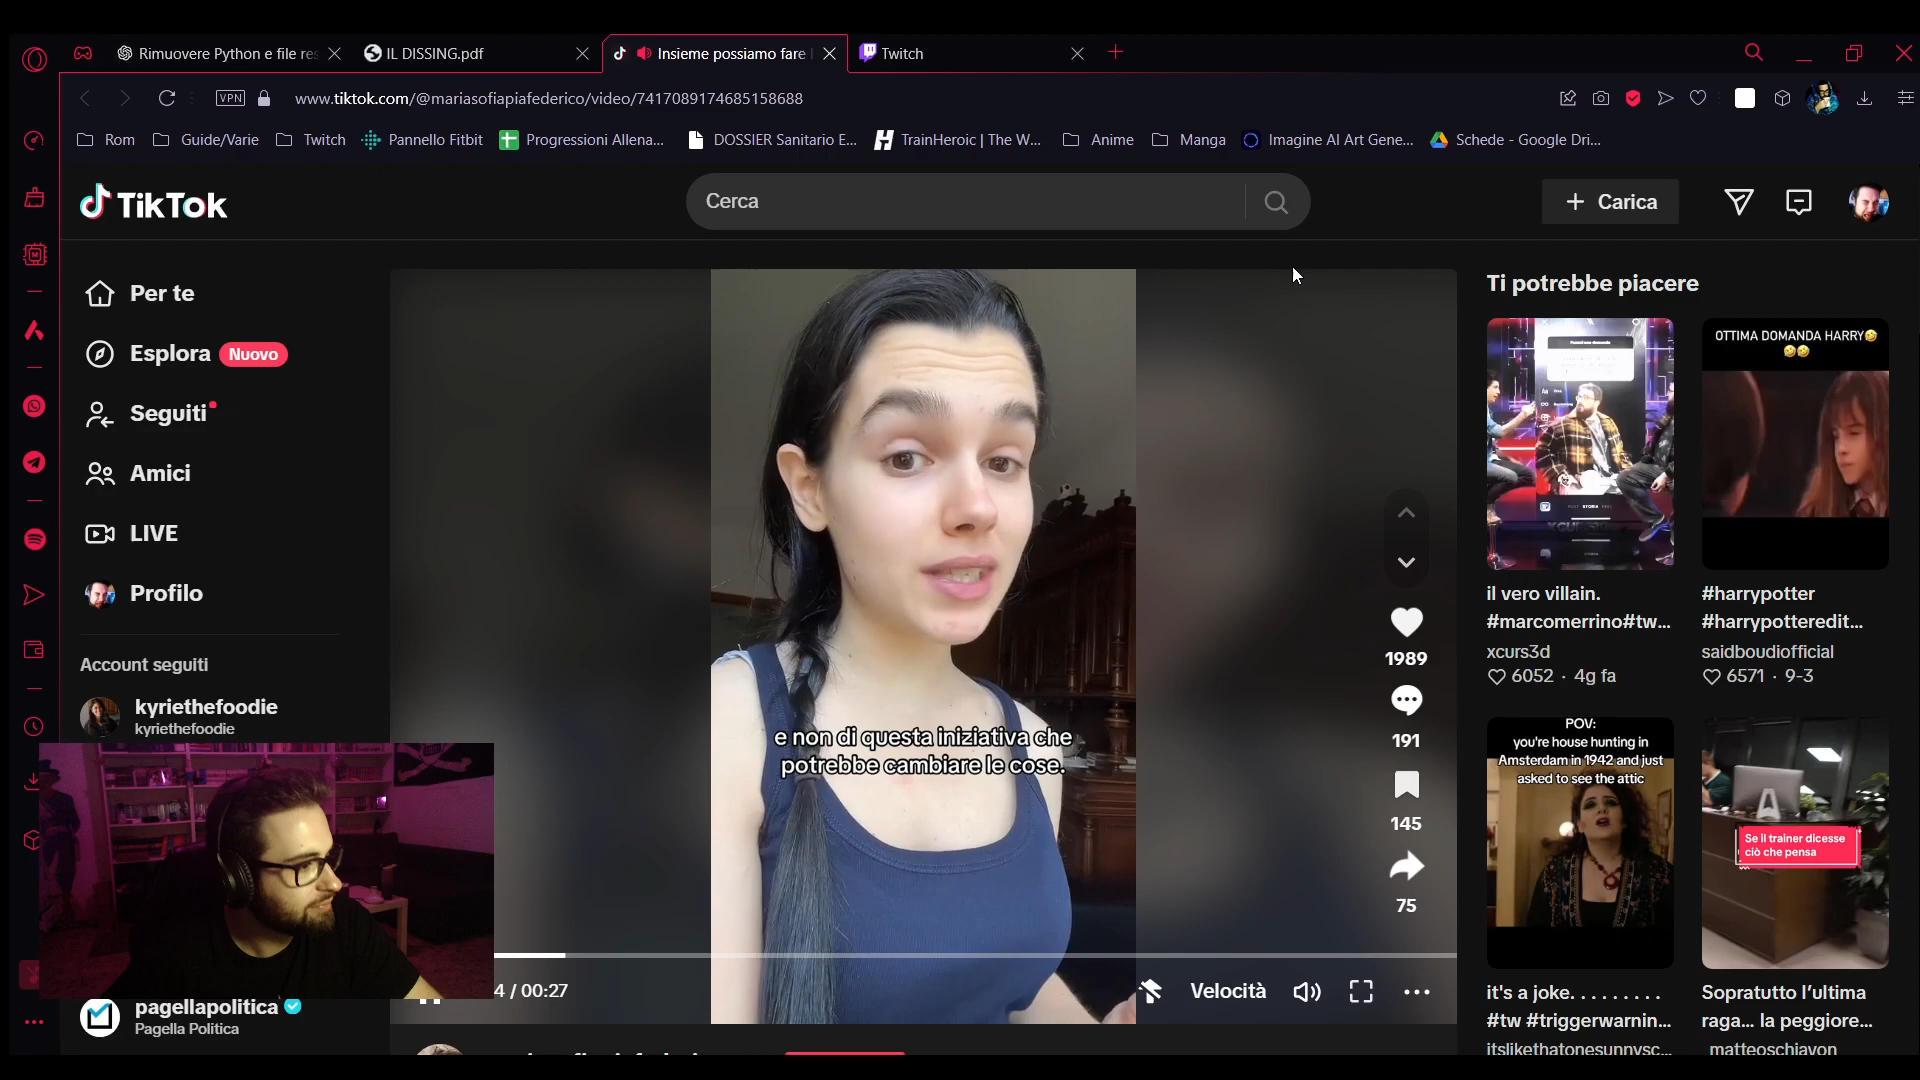 Rimuovere Python e file res
IL DISSING.pdf
Insieme possiamo fare
Twitch
VPN
www.tiktok.com/@mariasofiapiafederico/video/7417089174685158688
Rom
Guide/Varie
Twitch
Pannello Fitbit
Progressioni Allena...
DOSSIER Sanitario E...
TrainHeroic | The W...
Anime
Manga
Imagine AI Art Gene...
Schede - Google Dri...
TikTok
Cerca
Carica
Per te
Esplora Nuovo
Seguiti
Amici
LIVE
Profilo
Account seguiti
kyriethefoodie
kyriethefoodie
pagellapolitica
Pagella Politica
e non di questa iniziativa che
potrebbe cambiare le cose.
1989
191
145
75
4 / 00:27
Velocità
Ti potrebbe piacere
il vero villain.
#marcomerrino#tw...
xcurs3d
6052 · 4g fa
OTTIMA DOMANDA HARRY🤣
🤣🤣
#harrypotter
#harrypotteredit...
saidboudiofficial
6571 · 9-3
POV:
you're house hunting in
Amsterdam in 1942 and just
asked to see the attic
it's a joke. . . . . . . . .
#tw #triggerwarnin...
itslikethatonesunnysc...
Se il trainer dicesse
ciò che pensa
Sopratutto l'ultima
raga... la peggiore...
matteoschiavon